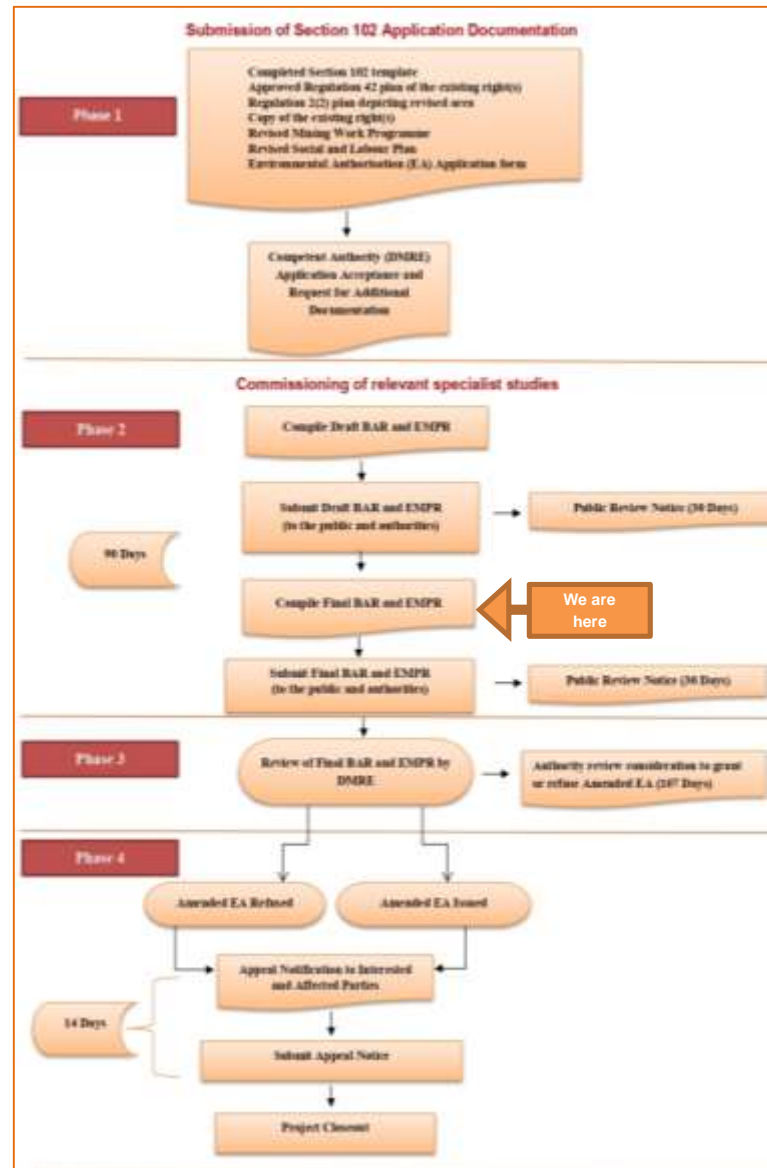 Submission of Section 102 Application Documentation
Phase 1
Completed Section 102 template
Approved Regulation 42 plan of the existing right(s)
Regulation 2(2) plan depicting revised area
Copy of the existing right(s)
Revised Mining Work Programme
Revised Social and Labour Plan
Environmental Authorisation (EA) Application form
Competent Authority (DMRE)
Application Acceptance and
Request for Additional
Documentation
Commissioning of relevant specialist studies
Phase 2
Compile Draft BAR and EMPR
Submit Draft BAR and EMPR
(to the public and authorities)
Public Review Notice (30 Days)
90 Days
Compile Final BAR and EMPR
We are
here
Submit Final BAR and EMPR
(to the public and authorities)
Public Review Notice (30 Days)
Phase 3
Review of Final BAR and EMPR by
DMRE
Authority review consideration to grant
or refuse Amended EA (107 Days)
Phase 4
Amended EA Refused
Amended EA Issued
Appeal Notification to Interested
and Affected Parties
14 Days
Submit Appeal Notice
Project Closeout